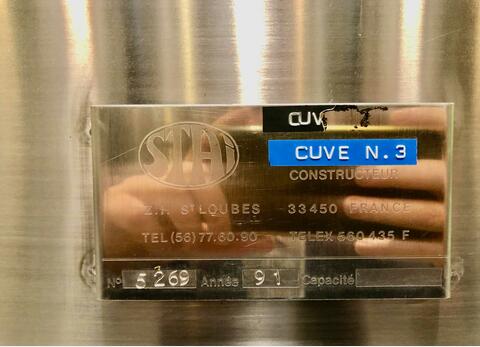 CUV
STAi
CUVE N.3
CONSTRUCTEUR
Z.I. St LOUBES 33450 FRANCE
TEL (56) 77.60.90 TELEX 560 435 F
N° 5269 Année 91 Capacité